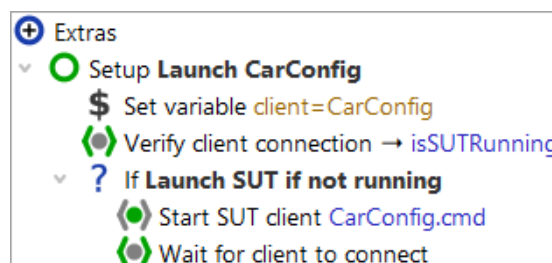 Extras
Setup Launch CarConfig
$ Set variable client=CarConfig
Verify client connection → isSUTRunning
? If Launch SUT if not running
Start SUT client CarConfig.cmd
Wait for client to connect